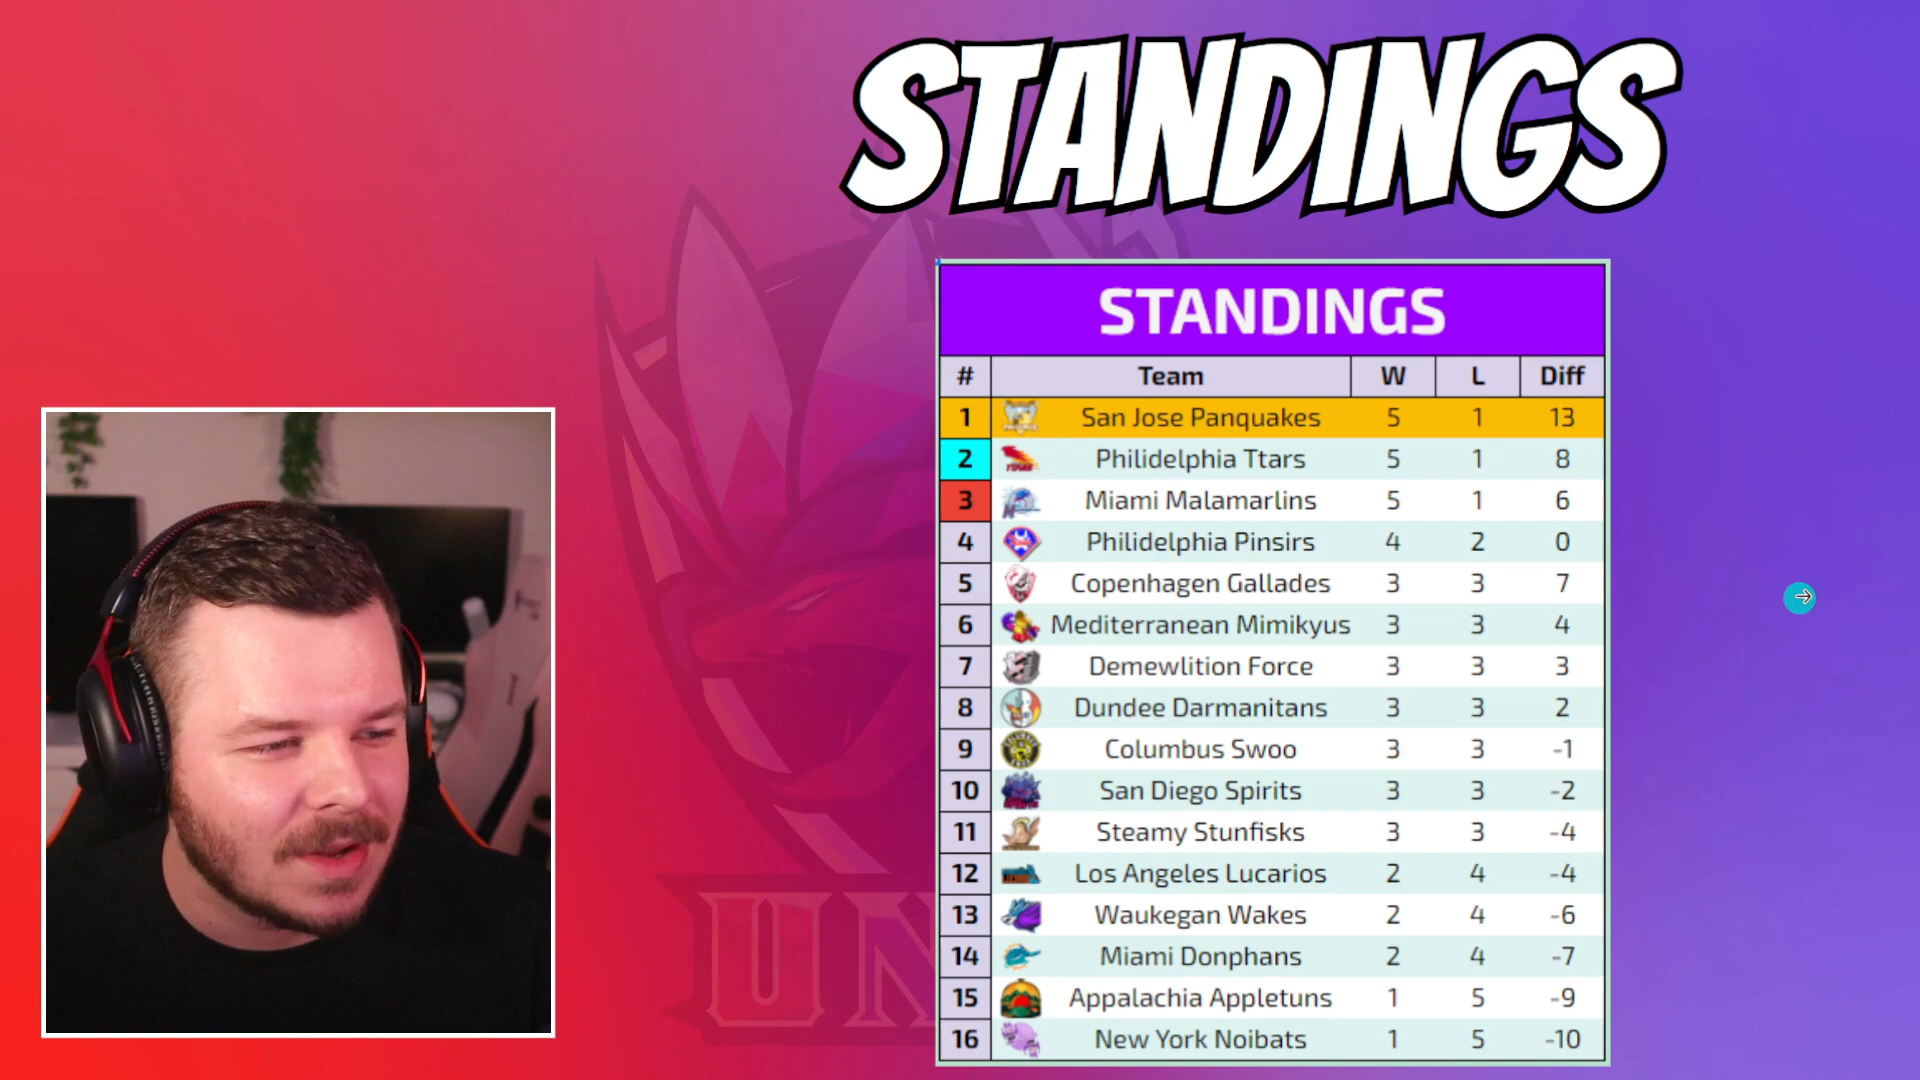 STANDINGS
STANDINGS
# Team W L Diff
1 San Jose Panquakes 5 1 13
2 Philidelphia Ttars 5 1 8
3 Miami Malamarlins 5 1 6
4 Philidelphia Pinsirs 4 2 0
5 Copenhagen Gallades 3 3 7
6 Mediterranean Mimikyus 3 3 4
7 Demewlition Force 3 3 3
8 Dundee Darmanitans 3 3 2
9 Columbus Swoo 3 3 -1
10 San Diego Spirits 3 3 -2
11 Steamy Stunfisks 3 3 -4
12 Los Angeles Lucarios 2 4 -4
13 Waukegan Wakes 2 4 -6
14 Miami Donphans 2 4 -7
15 Appalachia Appletuns 1 5 -9
16 New York Noibats 1 5 -10
UN